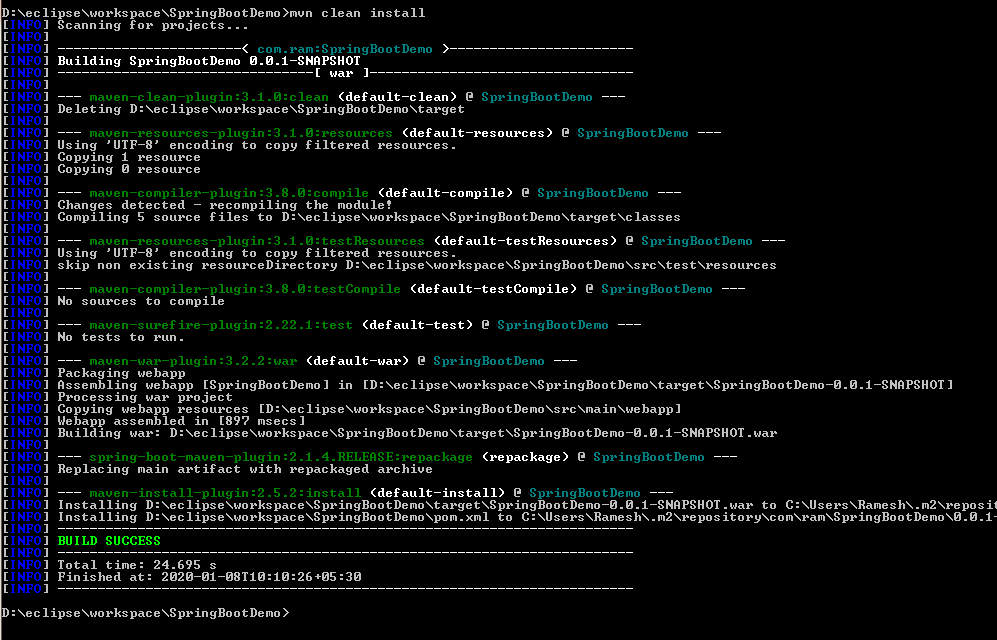 D:\eclipse\workspace\SpringBootDemo>mvn clean install
[INFO] Scanning for projects...
[INFO]
[INFO] -----------------------< com.ram:SpringBootDemo >-----------------------
[INFO] Building SpringBootDemo 0.0.1-SNAPSHOT
[INFO] --------------------------------[ war ]---------------------------------
[INFO]
[INFO] --- maven-clean-plugin:3.1.0:clean (default-clean) @ SpringBootDemo ---
[INFO] Deleting D:\eclipse\workspace\SpringBootDemo\target
[INFO]
[INFO] --- maven-resources-plugin:3.1.0:resources (default-resources) @ SpringBootDemo ---
[INFO] Using 'UTF-8' encoding to copy filtered resources.
[INFO] Copying 1 resource
[INFO] Copying 0 resource
[INFO]
[INFO] --- maven-compiler-plugin:3.8.0:compile (default-compile) @ SpringBootDemo ---
[INFO] Changes detected - recompiling the module!
[INFO] Compiling 5 source files to D:\eclipse\workspace\SpringBootDemo\target\classes
[INFO]
[INFO] --- maven-resources-plugin:3.1.0:testResources (default-testResources) @ SpringBootDemo ---
[INFO] Using 'UTF-8' encoding to copy filtered resources.
[INFO] skip non existing resourceDirectory D:\eclipse\workspace\SpringBootDemo\src\test\resources
[INFO]
[INFO] --- maven-compiler-plugin:3.8.0:testCompile (default-testCompile) @ SpringBootDemo ---
[INFO] No sources to compile
[INFO]
[INFO] --- maven-surefire-plugin:2.22.1:test (default-test) @ SpringBootDemo ---
[INFO] No tests to run.
[INFO]
[INFO] --- maven-war-plugin:3.2.2:war (default-war) @ SpringBootDemo ---
[INFO] Packaging webapp
[INFO] Assembling webapp [SpringBootDemo] in [D:\eclipse\workspace\SpringBootDemo\target\SpringBootDemo-0.0.1-SNAPSHOT]
[INFO] Processing war project
[INFO] Copying webapp resources [D:\eclipse\workspace\SpringBootDemo\src\main\webapp]
[INFO] Webapp assembled in [897 msecs]
[INFO] Building war: D:\eclipse\workspace\SpringBootDemo\target\SpringBootDemo-0.0.1-SNAPSHOT.war
[INFO]
[INFO] --- spring-boot-maven-plugin:2.1.4.RELEASE:repackage (repackage) @ SpringBootDemo ---
[INFO] Replacing main artifact with repackaged archive
[INFO]
[INFO] --- maven-install-plugin:2.5.2:install (default-install) @ SpringBootDemo ---
[INFO] Installing D:\eclipse\workspace\SpringBootDemo\target\SpringBootDemo-0.0.1-SNAPSHOT.war to C:\Users\Ramesh\.m2\reposit
[INFO] Installing D:\eclipse\workspace\SpringBootDemo\pom.xml to C:\Users\Ramesh\.m2\repository\com\ram\SpringBootDemo\0.0.1-
[INFO] ------------------------------------------------------------------------
[INFO] BUILD SUCCESS
[INFO] ------------------------------------------------------------------------
[INFO] Total time: 24.695 s
[INFO] Finished at: 2020-01-08T10:10:26+05:30
[INFO] ------------------------------------------------------------------------
D:\eclipse\workspace\SpringBootDemo>